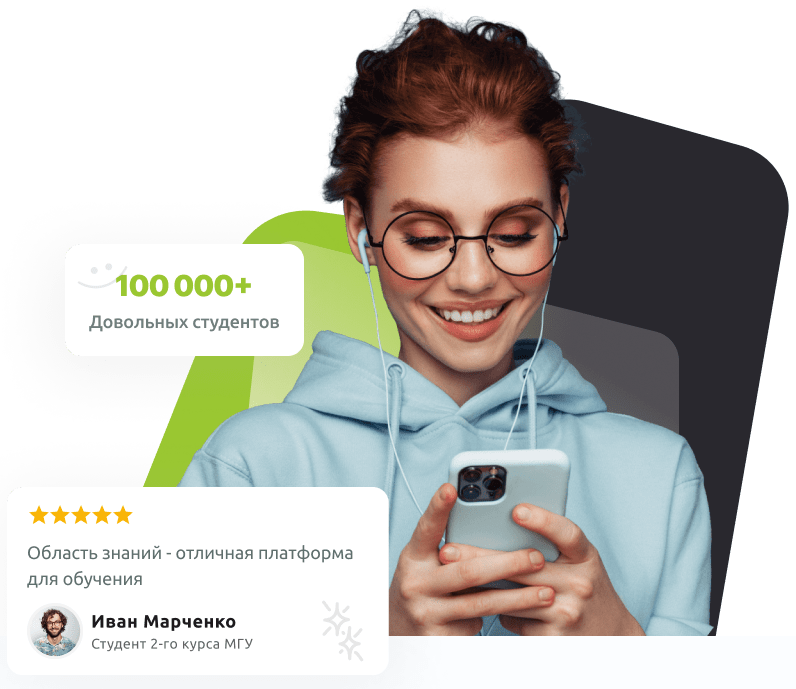 100 000+
Довольных студентов
Область знаний - отличная платформа
для обучения
Иван Марченко
Студент 2-го курса МГУ